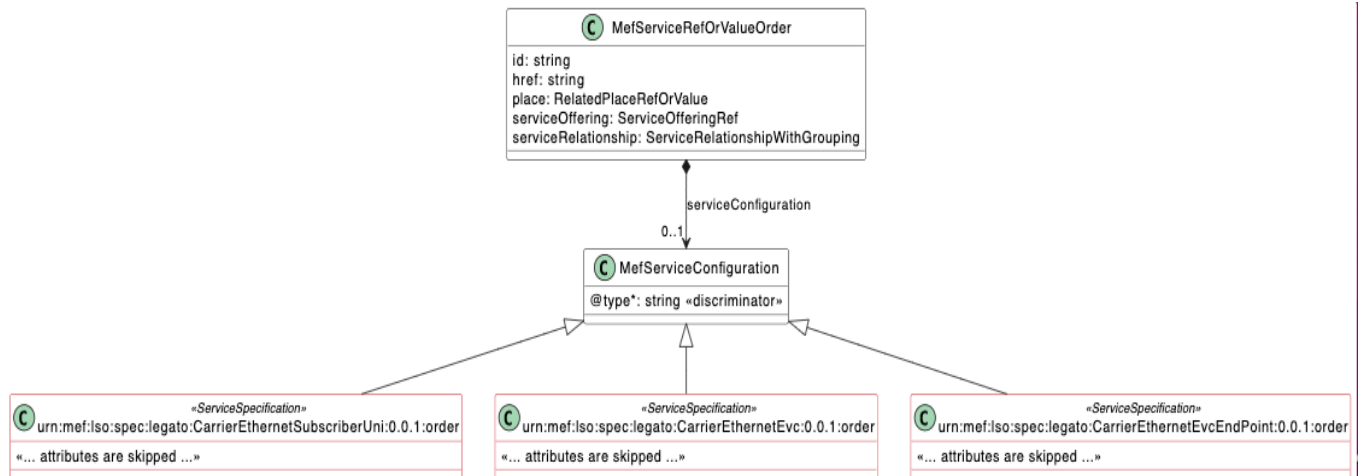 C MefServiceRefOrValueOrder
id: string
href: string
place: RelatedPlaceRefOrValue
serviceOffering: ServiceOfferingRef
serviceRelationship: ServiceRelationshipWithGrouping
serviceConfiguration
0..1
C MefServiceConfiguration
@type*: string «discriminator»
«ServiceSpecification»
C urn:mef:lso:spec:legato:CarrierEthernetSubscriberUni:0.0.1:order
«... attributes are skipped ...»
«ServiceSpecification»
C urn:mef:lso:spec:legato:CarrierEthernetEvc:0.0.1:order
«... attributes are skipped ...»
«ServiceSpecification»
C urn:mef:lso:spec:legato:CarrierEthernetEvcEndPoint:0.0.1:order
«... attributes are skipped ...»